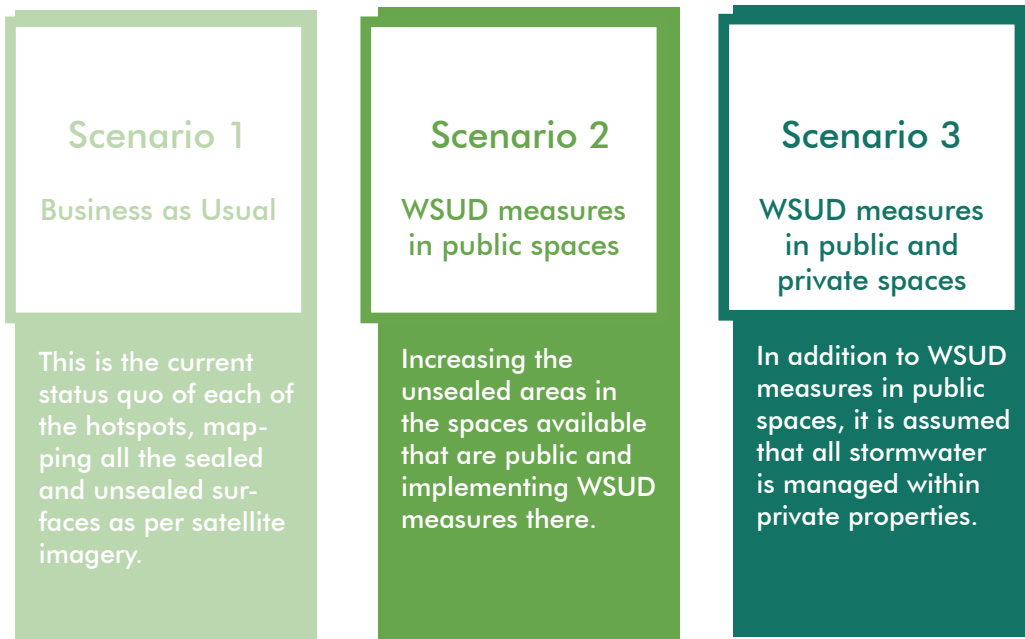 Scenario 1
Business as Usual
This is the current
status quo of each of
the hotspots, map-
ping all the sealed
and unsealed sur-
faces as per satellite
imagery.
Scenario 2
WSUD measures
in public spaces
Increasing the
unsealed areas in
the spaces available
that are public and
implementing WSUD
measures there.
Scenario 3
WSUD measures
in public and
private spaces
In addition to WSUD
measures in public
spaces, it is assumed
that all stormwater
is managed within
private properties.